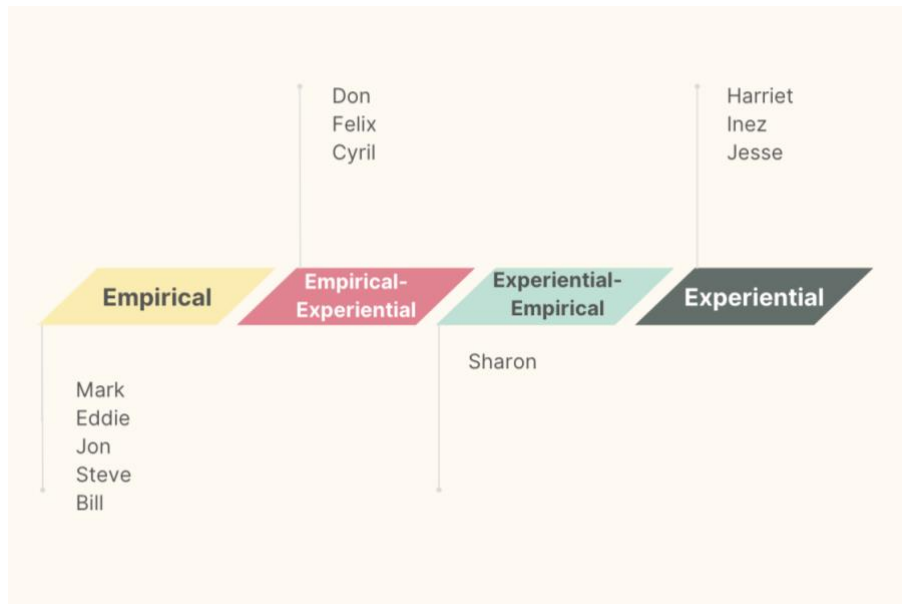 Don
Felix
Cyril
Harriet
Inez
Jesse
Empirical
Empirical-
Experiential
Experiential-
Empirical
Experiential
Sharon
Mark
Eddie
Jon
Steve
Bill